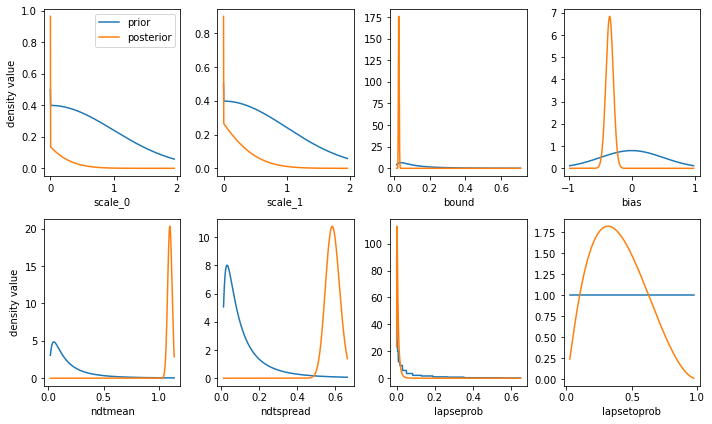 density value
1.0
0.8
0.6
0.4
0.2
0.0
0 1 2
scale_0
prior
posterior
0.8
0.6
0.4
0.2
0.0
0 1 2
scale_1
175
150
125
100
75
50
25
0
0.0 0.2 0.4 0.6
bound
7
6
5
4
3
2
1
0
−1 0 1
bias
density value
20
15
10
5
0
0.0 0.5 1.0
ndtmean
10
8
6
4
2
0
0.0 0.2 0.4 0.6
ndtspread
100
80
60
40
20
0
0.0 0.2 0.4 0.6
lapseprob
1.75
1.50
1.25
1.00
0.75
0.50
0.25
0.00
0.0 0.5 1.0
lapsetoprob